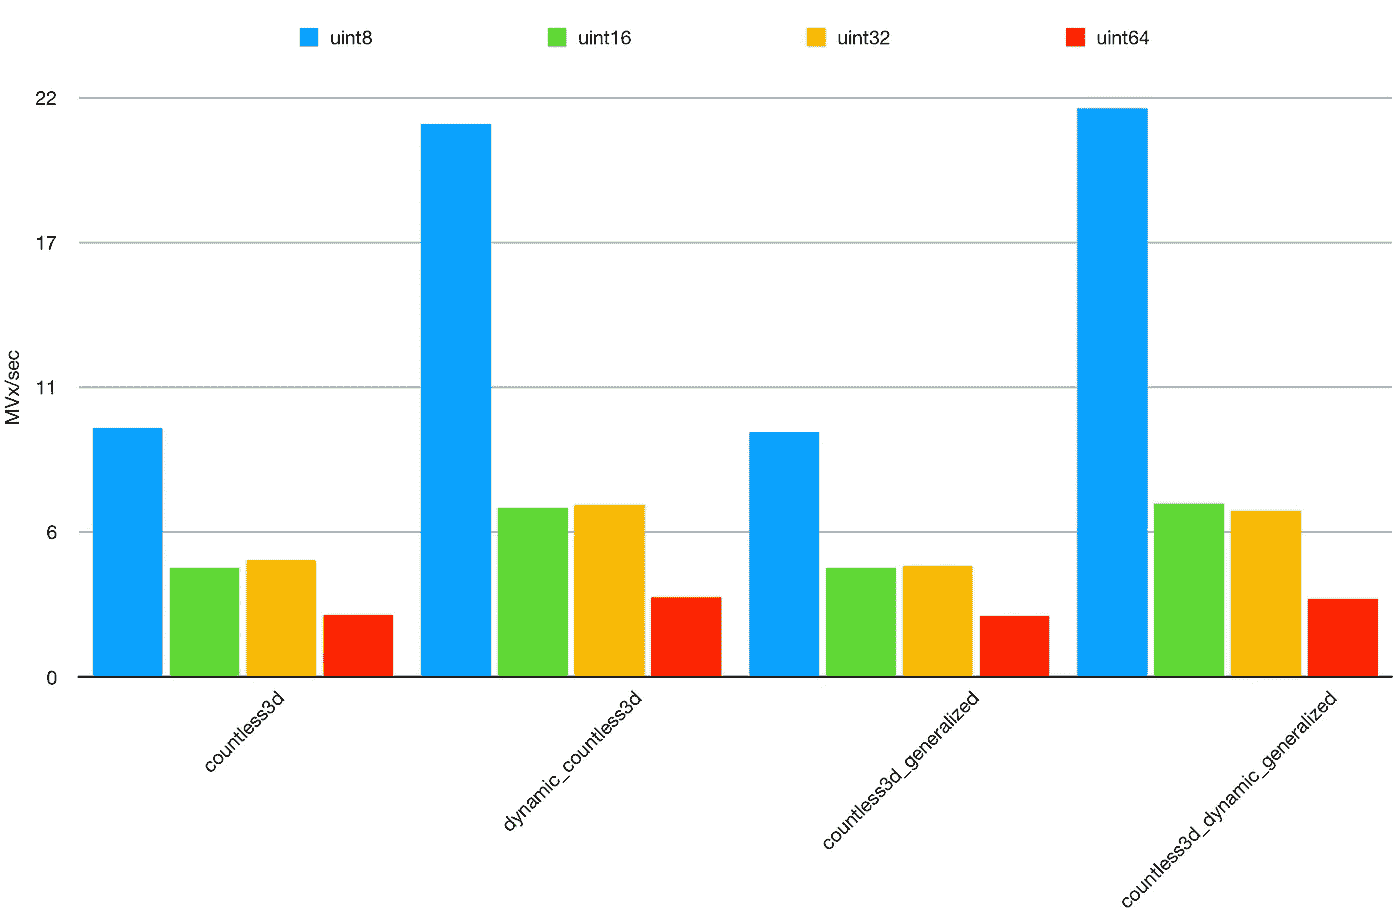 uint8 uint16 uint32 uint64
22
17
11
6
0
MVx/sec
countless3d
dynamic_countless3d
countless3d_generalized
countless3d_dynamic_generalized